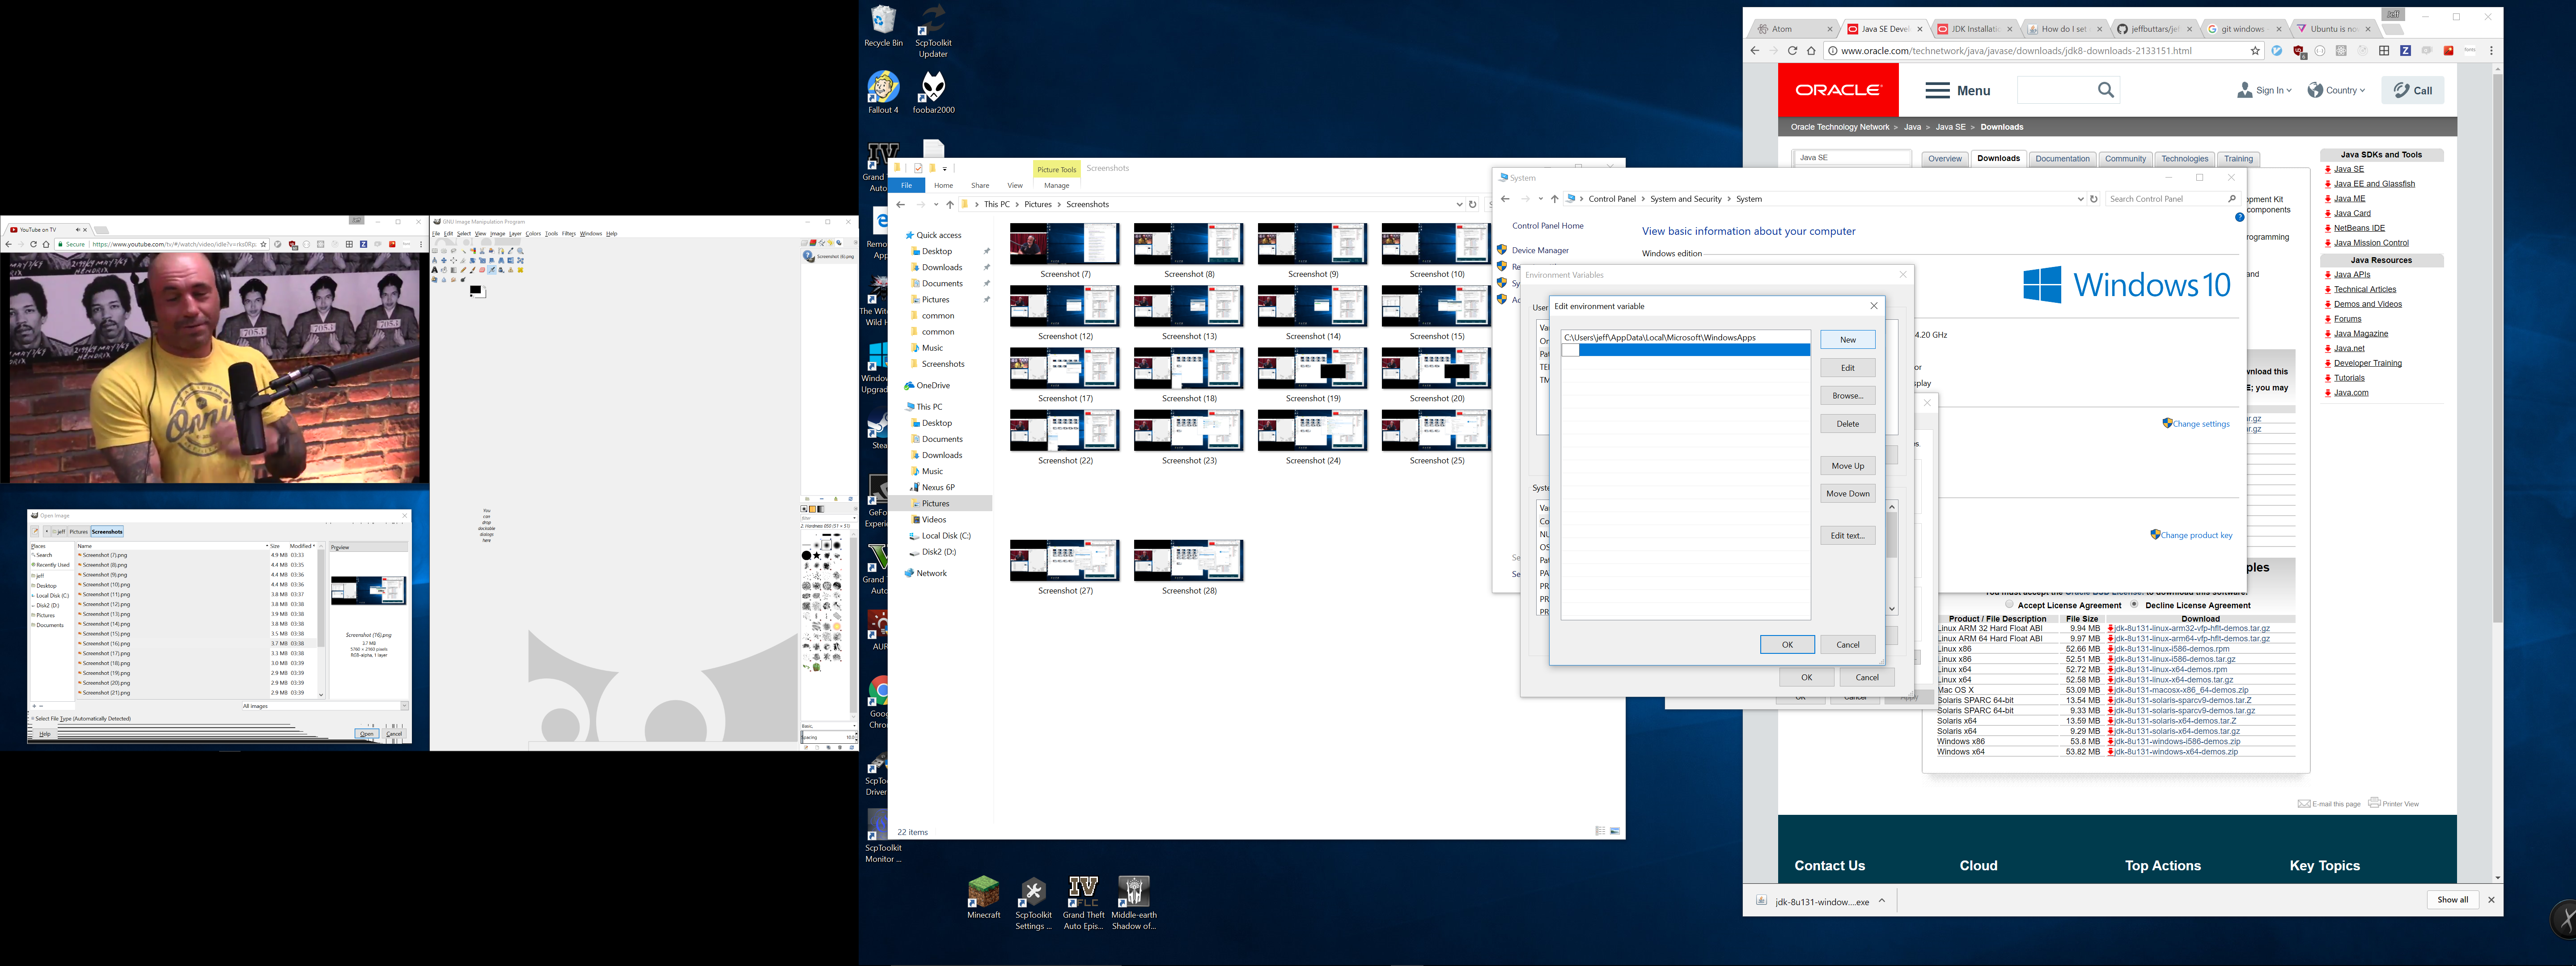 Recycle Bin
ScpToolkit
Updater
Fallout 4
foobar2000
YouTube on TV
Secure
GNU Image Manipulation Program
File Edit Select View Image Layer Colors Tools Filters Windows Help
You
can
drop
dockable
dialogs
here
Open Image
jeff Pictures Screenshots
Places
Search
Recently Used
jeff
Desktop
Local Disk (C:)
Disk2 (D:)
Pictures
Documents
Name Size Modified
Screenshot (7).png 4.9 MB 03:33
Screenshot (8).png 4.4 MB 03:35
Screenshot (9).png 4.4 MB 03:36
Screenshot (10).png 4.4 MB 03:36
Screenshot (11).png 3.8 MB 03:37
Screenshot (12).png 3.8 MB 03:38
Screenshot (13).png 3.9 MB 03:38
Screenshot (14).png 3.8 MB 03:38
Screenshot (15).png 3.5 MB 03:38
Screenshot (16).png 3.7 MB 03:38
Screenshot (17).png 3.3 MB 03:38
Screenshot (18).png 3.0 MB 03:39
Screenshot (19).png 2.9 MB 03:39
Screenshot (20).png 2.9 MB 03:39
Screenshot (21).png 2.9 MB 03:39
Preview
Screenshot (16).png
3.7 MB
5760 × 2160 pixels
RGB-alpha, 1 layer
All images
Select File Type (Automatically Detected)
Help Open Cancel
Picture Tools Screenshots
File Home Share View Manage
This PC > Pictures > Screenshots
Quick access
Desktop
Downloads
Documents
Pictures
common
common
Music
Screenshots
OneDrive
This PC
Desktop
Documents
Downloads
Music
Nexus 6P
Pictures
Videos
Local Disk (C:)
Disk2 (D:)
Network
Screenshot (7) Screenshot (8) Screenshot (9) Screenshot (10)
Screenshot (12) Screenshot (13) Screenshot (14) Screenshot (15)
Screenshot (17) Screenshot (18) Screenshot (19) Screenshot (20)
Screenshot (22) Screenshot (23) Screenshot (24) Screenshot (25)
Screenshot (27) Screenshot (28)
22 items
ScpToolkit
Monitor ...
Minecraft
ScpToolkit
Settings ...
Grand Theft
Auto Epis...
Middle-earth
Shadow of...
System
Control Panel > System and Security > System
Search Control Panel
Control Panel Home
Device Manager
View basic information about your computer
Windows edition
Windows 10
4.20 GHz
Change settings
Change product key
Environment Variables
Edit environment variable
C:\Users\jeff\AppData\Local\Microsoft\WindowsApps
New
Edit
Browse...
Delete
Move Up
Move Down
Edit text...
OK Cancel
OK Cancel
OK Cancel Apply
Atom
Java SE Devel
JDK Installatio
How do I set
jeffbuttars/jef
git windows
Ubuntu is no
Jeff
www.oracle.com/technetwork/java/javase/downloads/jdk8-downloads-2133151.html
ORACLE
Menu
Sign In
Country
Call
Oracle Technology Network > Java > Java SE > Downloads
Java SE
Overview Downloads Documentation Community Technologies Training
Java SDKs and Tools
Java SE
Java EE and Glassfish
Java ME
Java Card
NetBeans IDE
Java Mission Control
Java Resources
Java APIs
Technical Articles
Demos and Videos
Forums
Java Magazine
Java.net
Developer Training
Tutorials
Java.com
You must accept the Oracle BSD License. to download this software.
Accept License Agreement Decline License Agreement
Product / File Description File Size Download
Linux ARM 32 Hard Float ABI 9.94 MB jdk-8u131-linux-arm32-vfp-hflt-demos.tar.gz
Linux ARM 64 Hard Float ABI 9.97 MB jdk-8u131-linux-arm64-vfp-hflt-demos.tar.gz
Linux x86 52.66 MB jdk-8u131-linux-i586-demos.rpm
Linux x86 52.51 MB jdk-8u131-linux-i586-demos.tar.gz
Linux x64 52.72 MB jdk-8u131-linux-x64-demos.rpm
Linux x64 52.58 MB jdk-8u131-linux-x64-demos.tar.gz
Mac OS X 53.09 MB jdk-8u131-macosx-x86_64-demos.zip
Solaris SPARC 64-bit 13.54 MB jdk-8u131-solaris-sparcv9-demos.tar.Z
Solaris SPARC 64-bit 9.33 MB jdk-8u131-solaris-sparcv9-demos.tar.gz
Solaris x64 13.59 MB jdk-8u131-solaris-x64-demos.tar.Z
Solaris x64 9.29 MB jdk-8u131-solaris-x64-demos.tar.gz
Windows x86 53.8 MB jdk-8u131-windows-i586-demos.zip
Windows x64 53.82 MB jdk-8u131-windows-x64-demos.zip
E-mail this page Printer View
Contact Us Cloud Top Actions Key Topics
jdk-8u131-window....exe
Show all